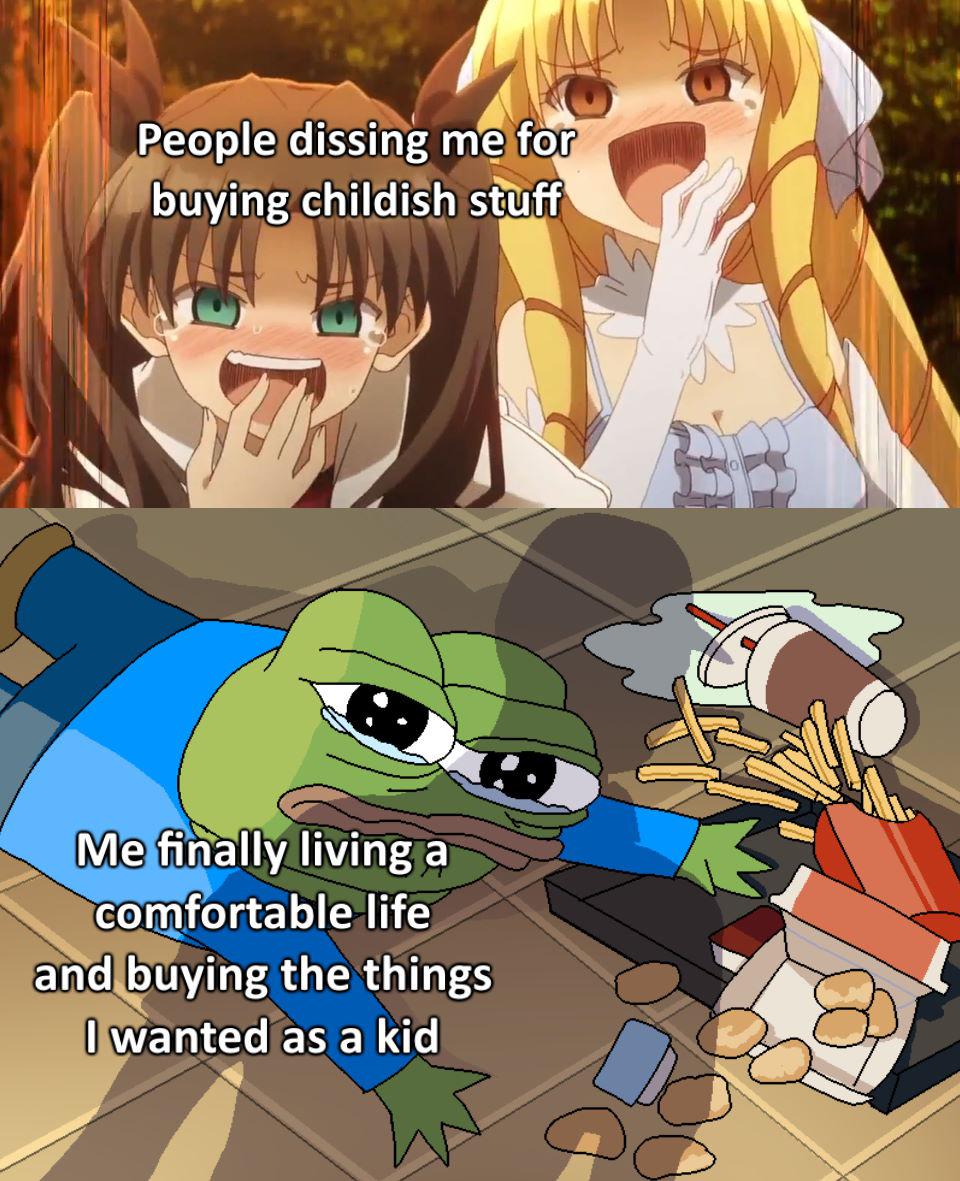 People dissing me for
buying childish stuff
Me finally living a
comfortable life
and buying the things
I wanted as a kid